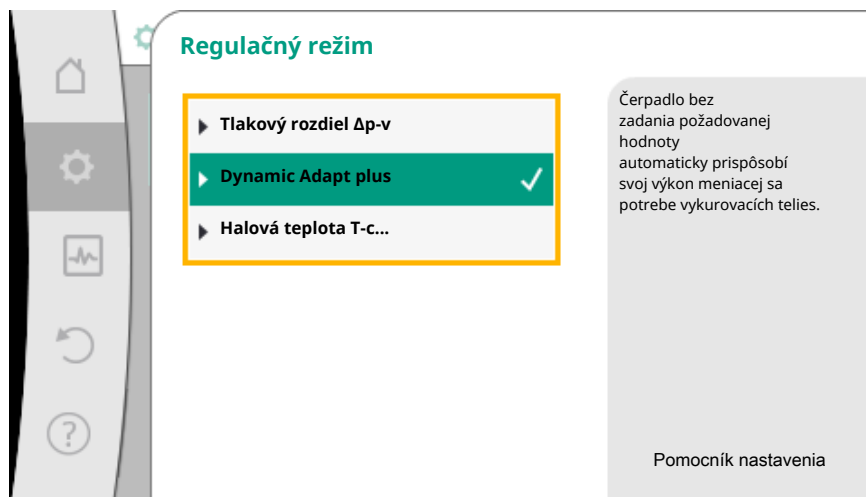 Regulačný režim
Tlakový rozdiel Δp-v
Dynamic Adapt plus
Halová teplota T-c...
Čerpadlo bez
zadania požadovanej
hodnoty
automaticky prispôsobí
svoj výkon meniacej sa
potrebe vykurovacích telies.
Pomocník nastavenia